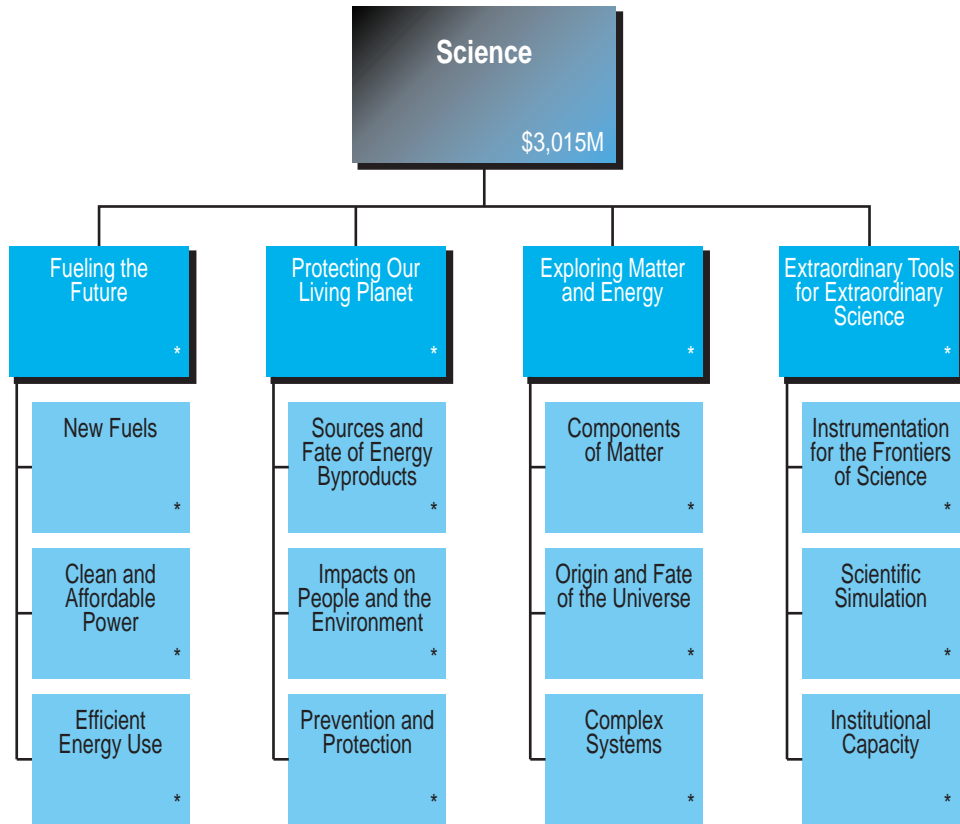 Science
$3,015M
Fueling the
Future
*
Protecting Our
Living Planet
*
Exploring Matter
and Energy
*
Extraordinary Tools
for Extraordinary
Science
*
New Fuels
*
Sources and
Fate of Energy
Byproducts
*
Components
of Matter
*
Instrumentation
for the Frontiers
of Science
*
Clean and
Affordable
Power
*
Impacts on
People and the
Environment
*
Origin and Fate
of the Universe
*
Scientific
Simulation
*
Efficient
Energy Use
*
Prevention and
Protection
*
Complex
Systems
*
Institutional
Capacity
*